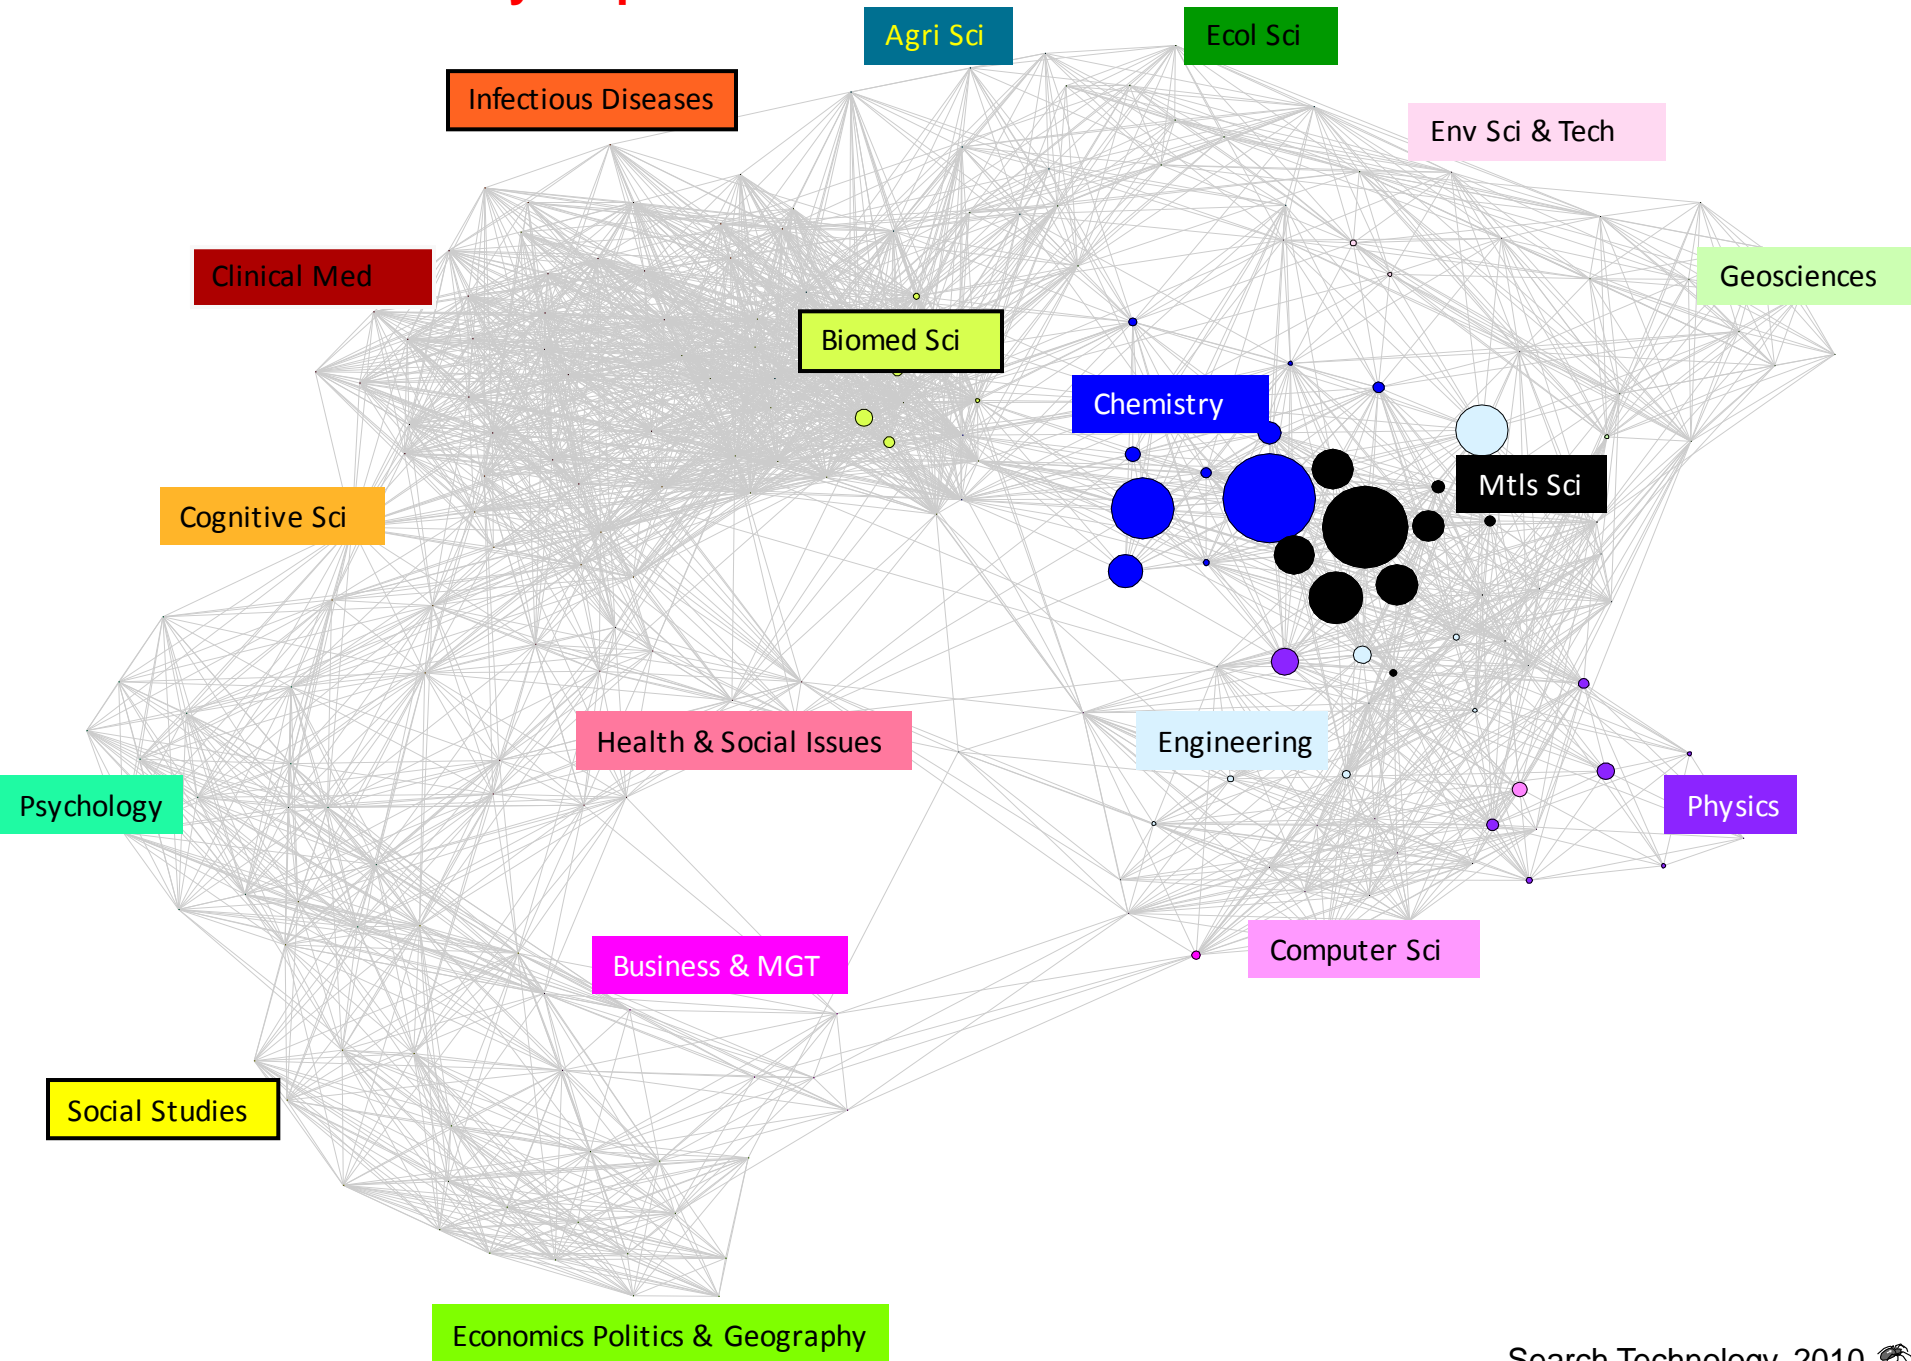 Agri Sci
Ecol Sci
Infectious Diseases
Env Sci & Tech
Clinical Med
Geosciences
Biomed Sci
Chemistry
Mtls Sci
Cognitive Sci
Health & Social Issues
Engineering
Psychology
Physics
Business & MGT
Computer Sci
Social Studies
Economics Politics & Geography
Search Technology, 2010